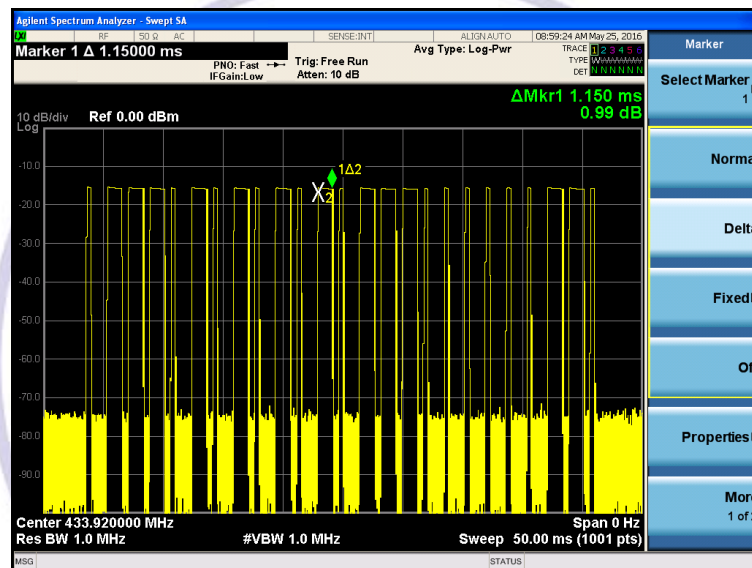 Agilent Spectrum Analyzer - Swept SA
LXI RF 50 Ω AC SENSE:INT ALIGN AUTO 08:59:24 AM May 25, 2016
Marker 1 Δ 1.15000 ms
PNO: Fast Trig: Free Run Avg Type: Log-Pwr TRACE 1 2 3 4 5 6
IFGain:Low Atten: 10 dB TYPE WWWWWW
DET N N N N N N
ΔMkr1 1.150 ms
0.99 dB
10 dB/div Ref 0.00 dBm
Log
-10.0
1Δ2
X2
-20.0
-30.0
-40.0
-50.0
-60.0
-70.0
-80.0
-90.0
Center 433.920000 MHz Span 0 Hz
Res BW 1.0 MHz #VBW 1.0 MHz Sweep 50.00 ms (1001 pts)
MSG STATUS
Marker
Select Marker
1
Norma
Delta
Fixed
Of
Properties
More
1 of 2